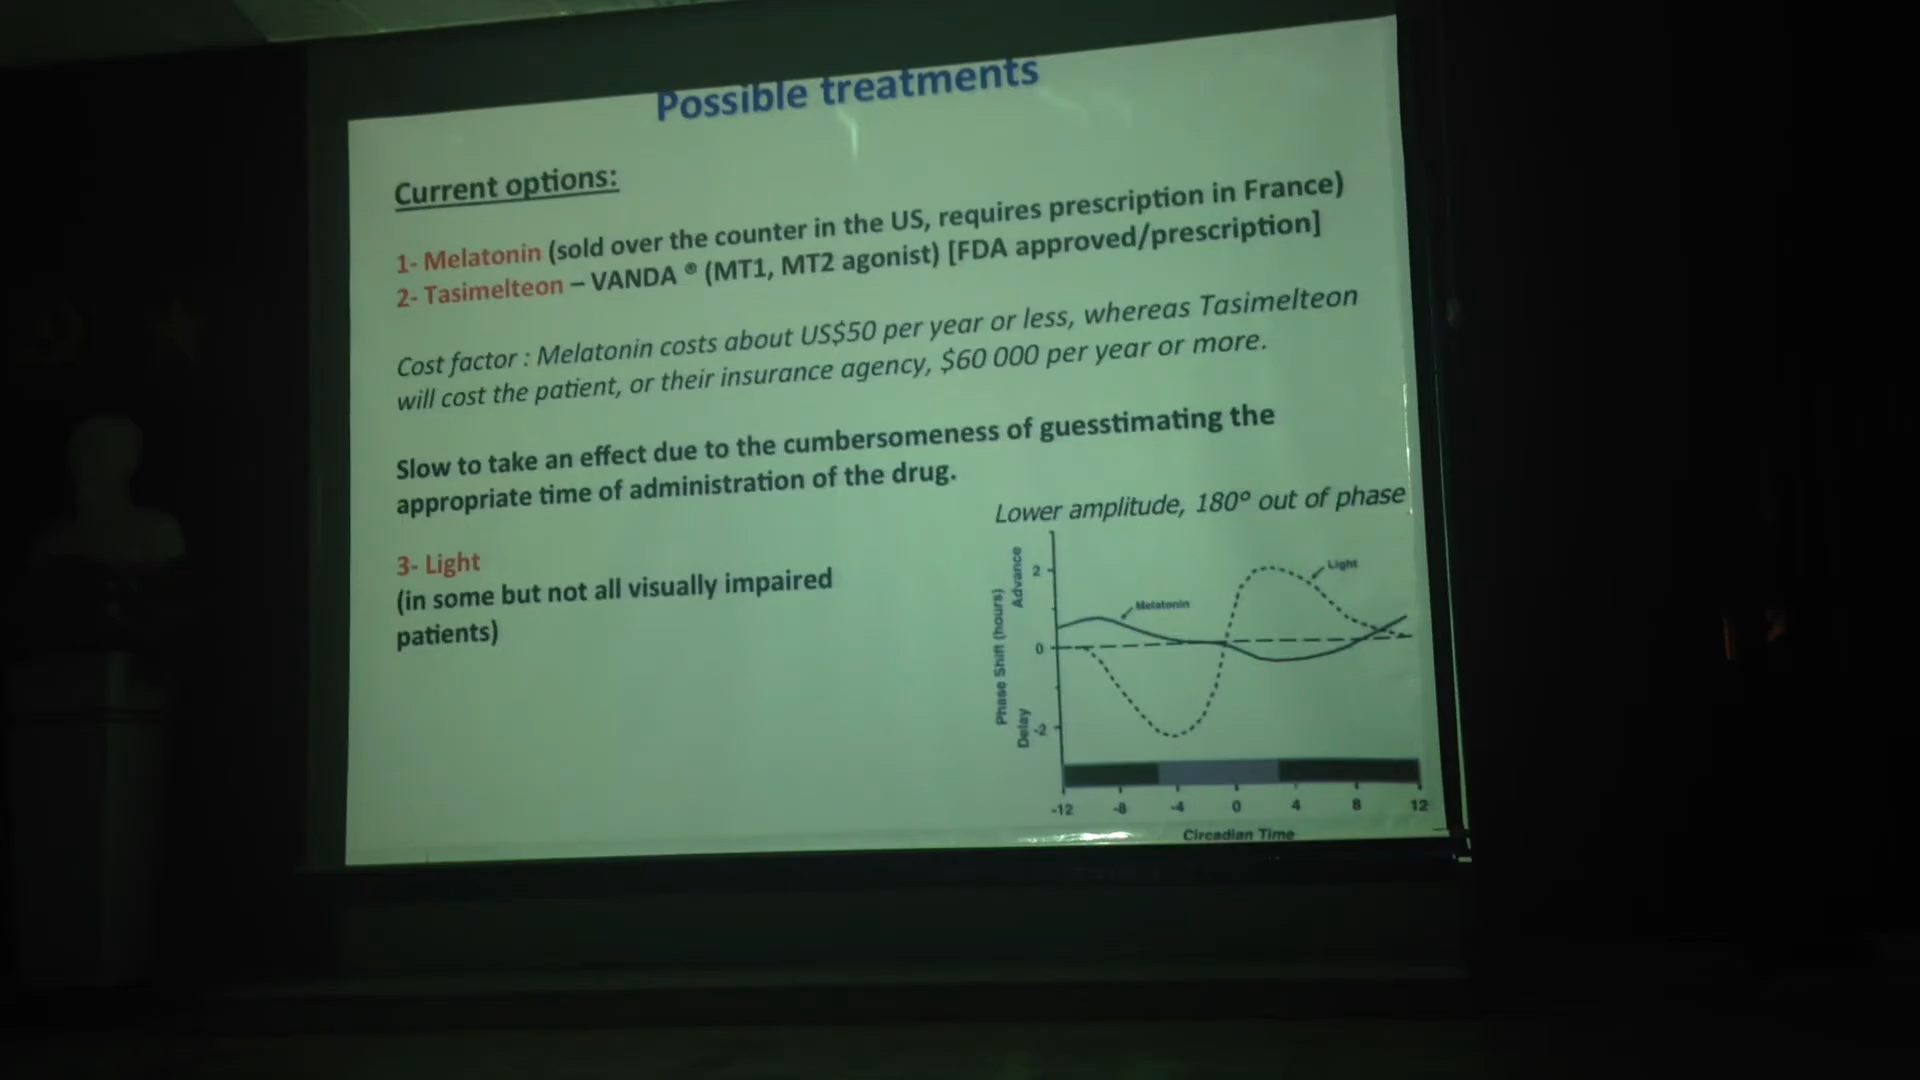 Possible treatments
Current options:
1- Melatonin (sold over the counter in the US, requires prescription in France)
2- Tasimelteon – VANDA ® (MT1, MT2 agonist) [FDA approved/prescription]
Cost factor : Melatonin costs about US$50 per year or less, whereas Tasimelteon
will cost the patient, or their insurance agency, $60 000 per year or more.
Slow to take an effect due to the cumbersomeness of guesstimating the
appropriate time of administration of the drug.
3- Light
(in some but not all visually impaired
patients)
Lower amplitude, 180° out of phase
Phase Shift (hours)
Delay
Advance
2
0
-2
Melatonin
Light
-12 -8 -4 0 4 8 12
Circadian Time